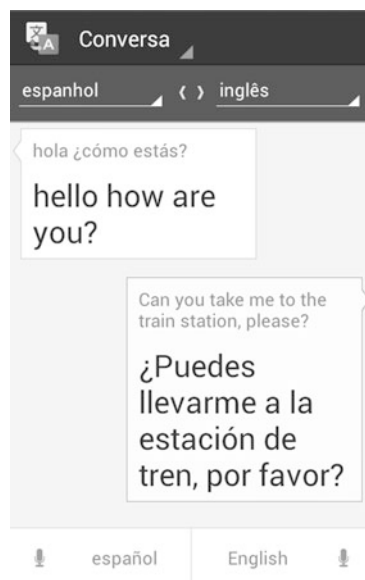 Conversa
espanhol
inglês
hola ¿cómo estás?
hello how are
you?
Can you take me to the
train station, please?
¿Puedes
llevarme a la
estación de
tren, por favor?
español
English